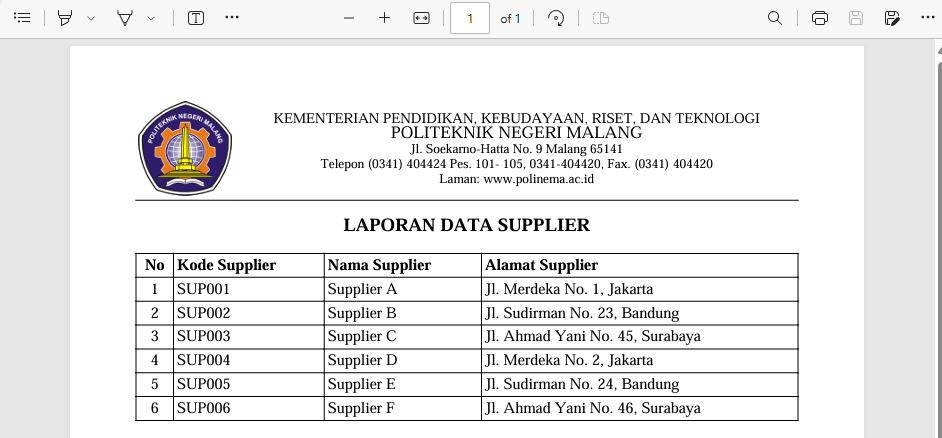 1 of 1
POLITEKNIK NEGERI MALANG
KEMENTERIAN PENDIDIKAN, KEBUDAYAAN, RISET, DAN TEKNOLOGI
POLITEKNIK NEGERI MALANG
Jl. Soekarno-Hatta No. 9 Malang 65141
Telepon (0341) 404424 Pes. 101- 105, 0341-404420, Fax. (0341) 404420
Laman: www.polinema.ac.id
LAPORAN DATA SUPPLIER
No Kode Supplier Nama Supplier Alamat Supplier
1 SUP001 Supplier A Jl. Merdeka No. 1, Jakarta
2 SUP002 Supplier B Jl. Sudirman No. 23, Bandung
3 SUP003 Supplier C Jl. Ahmad Yani No. 45, Surabaya
4 SUP004 Supplier D Jl. Merdeka No. 2, Jakarta
5 SUP005 Supplier E Jl. Sudirman No. 24, Bandung
6 SUP006 Supplier F Jl. Ahmad Yani No. 46, Surabaya